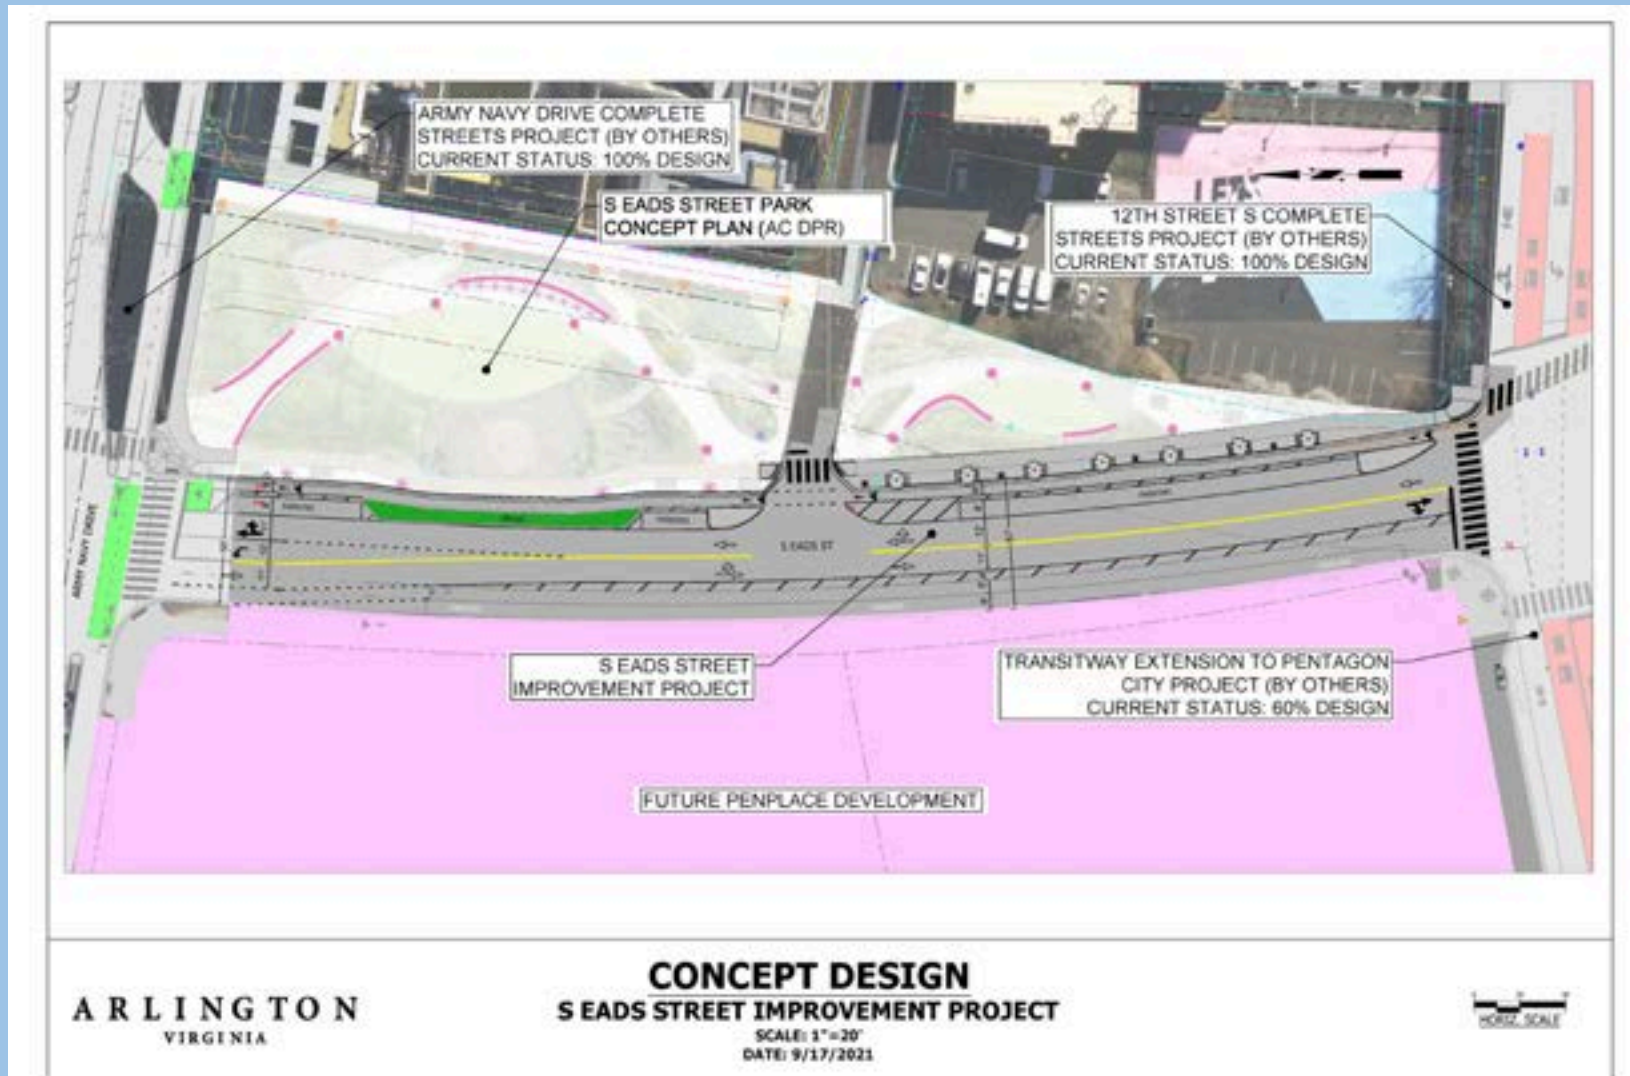 ARMY NAVY DRIVE COMPLETE
STREETS PROJECT (BY OTHERS)
CURRENT STATUS: 100% DESIGN
S EADS STREET PARK
CONCEPT PLAN (AC DPR)
12TH STREET S COMPLETE
STREETS PROJECT (BY OTHERS)
CURRENT STATUS: 100% DESIGN
ARMY NAVY DRIVE
S EADS ST
S EADS STREET
IMPROVEMENT PROJECT
TRANSITWAY EXTENSION TO PENTAGON
CITY PROJECT (BY OTHERS)
CURRENT STATUS: 60% DESIGN
FUTURE PENPLACE DEVELOPMENT
ARLINGTON
VIRGINIA
CONCEPT DESIGN
S EADS STREET IMPROVEMENT PROJECT
SCALE: 1"=20'
DATE: 9/17/2021
HORIZ. SCALE